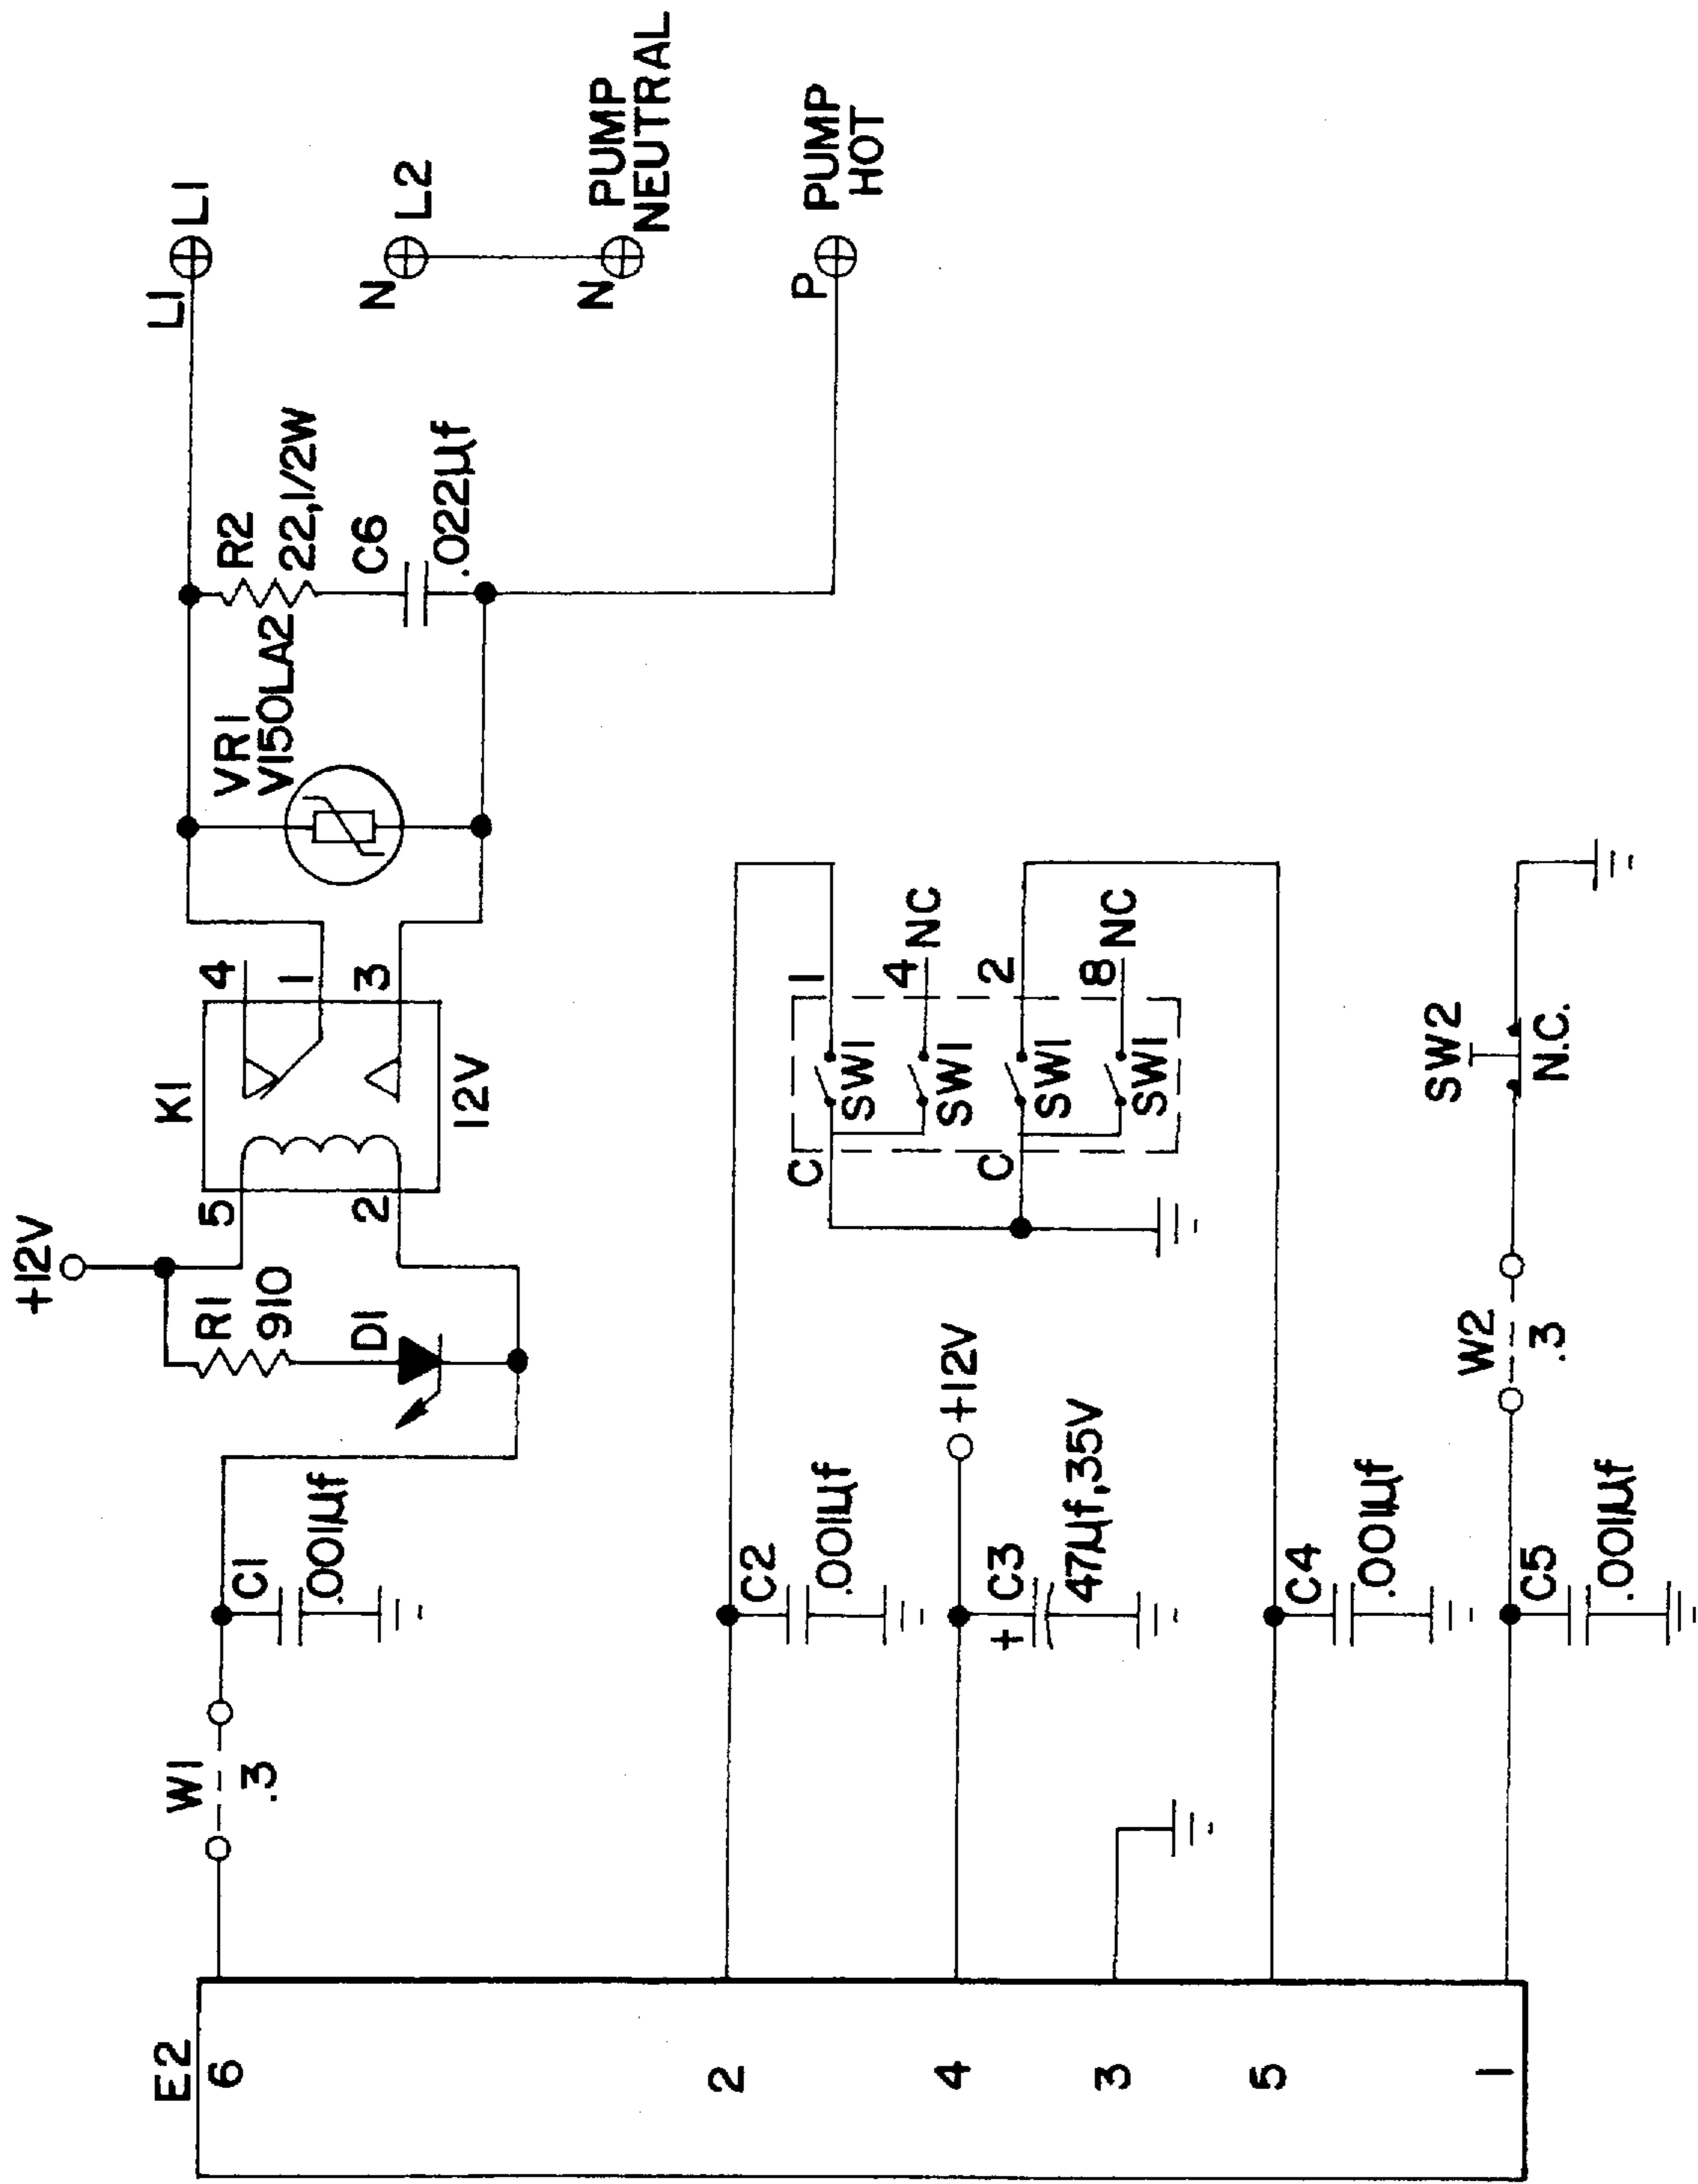 E2
6
2
4
3
5
1
W1
.3
C1
.001µf
+12V
R1
910
D1
K1
5
2
4
1
3
12V
VR1
V150LA2
R2
22,1/2W
C6
.022µf
L1
L1
N
L2
N
PUMP
NEUTRAL
P
PUMP
HOT
C2
.001µf
C3
+
47µf,35V
+12V
C4
.001µf
C
C
SW1
SW1
SW1
SW1
1
4
NC
2
8
NC
C5
.001µf
W2
.3
SW2
N.C.